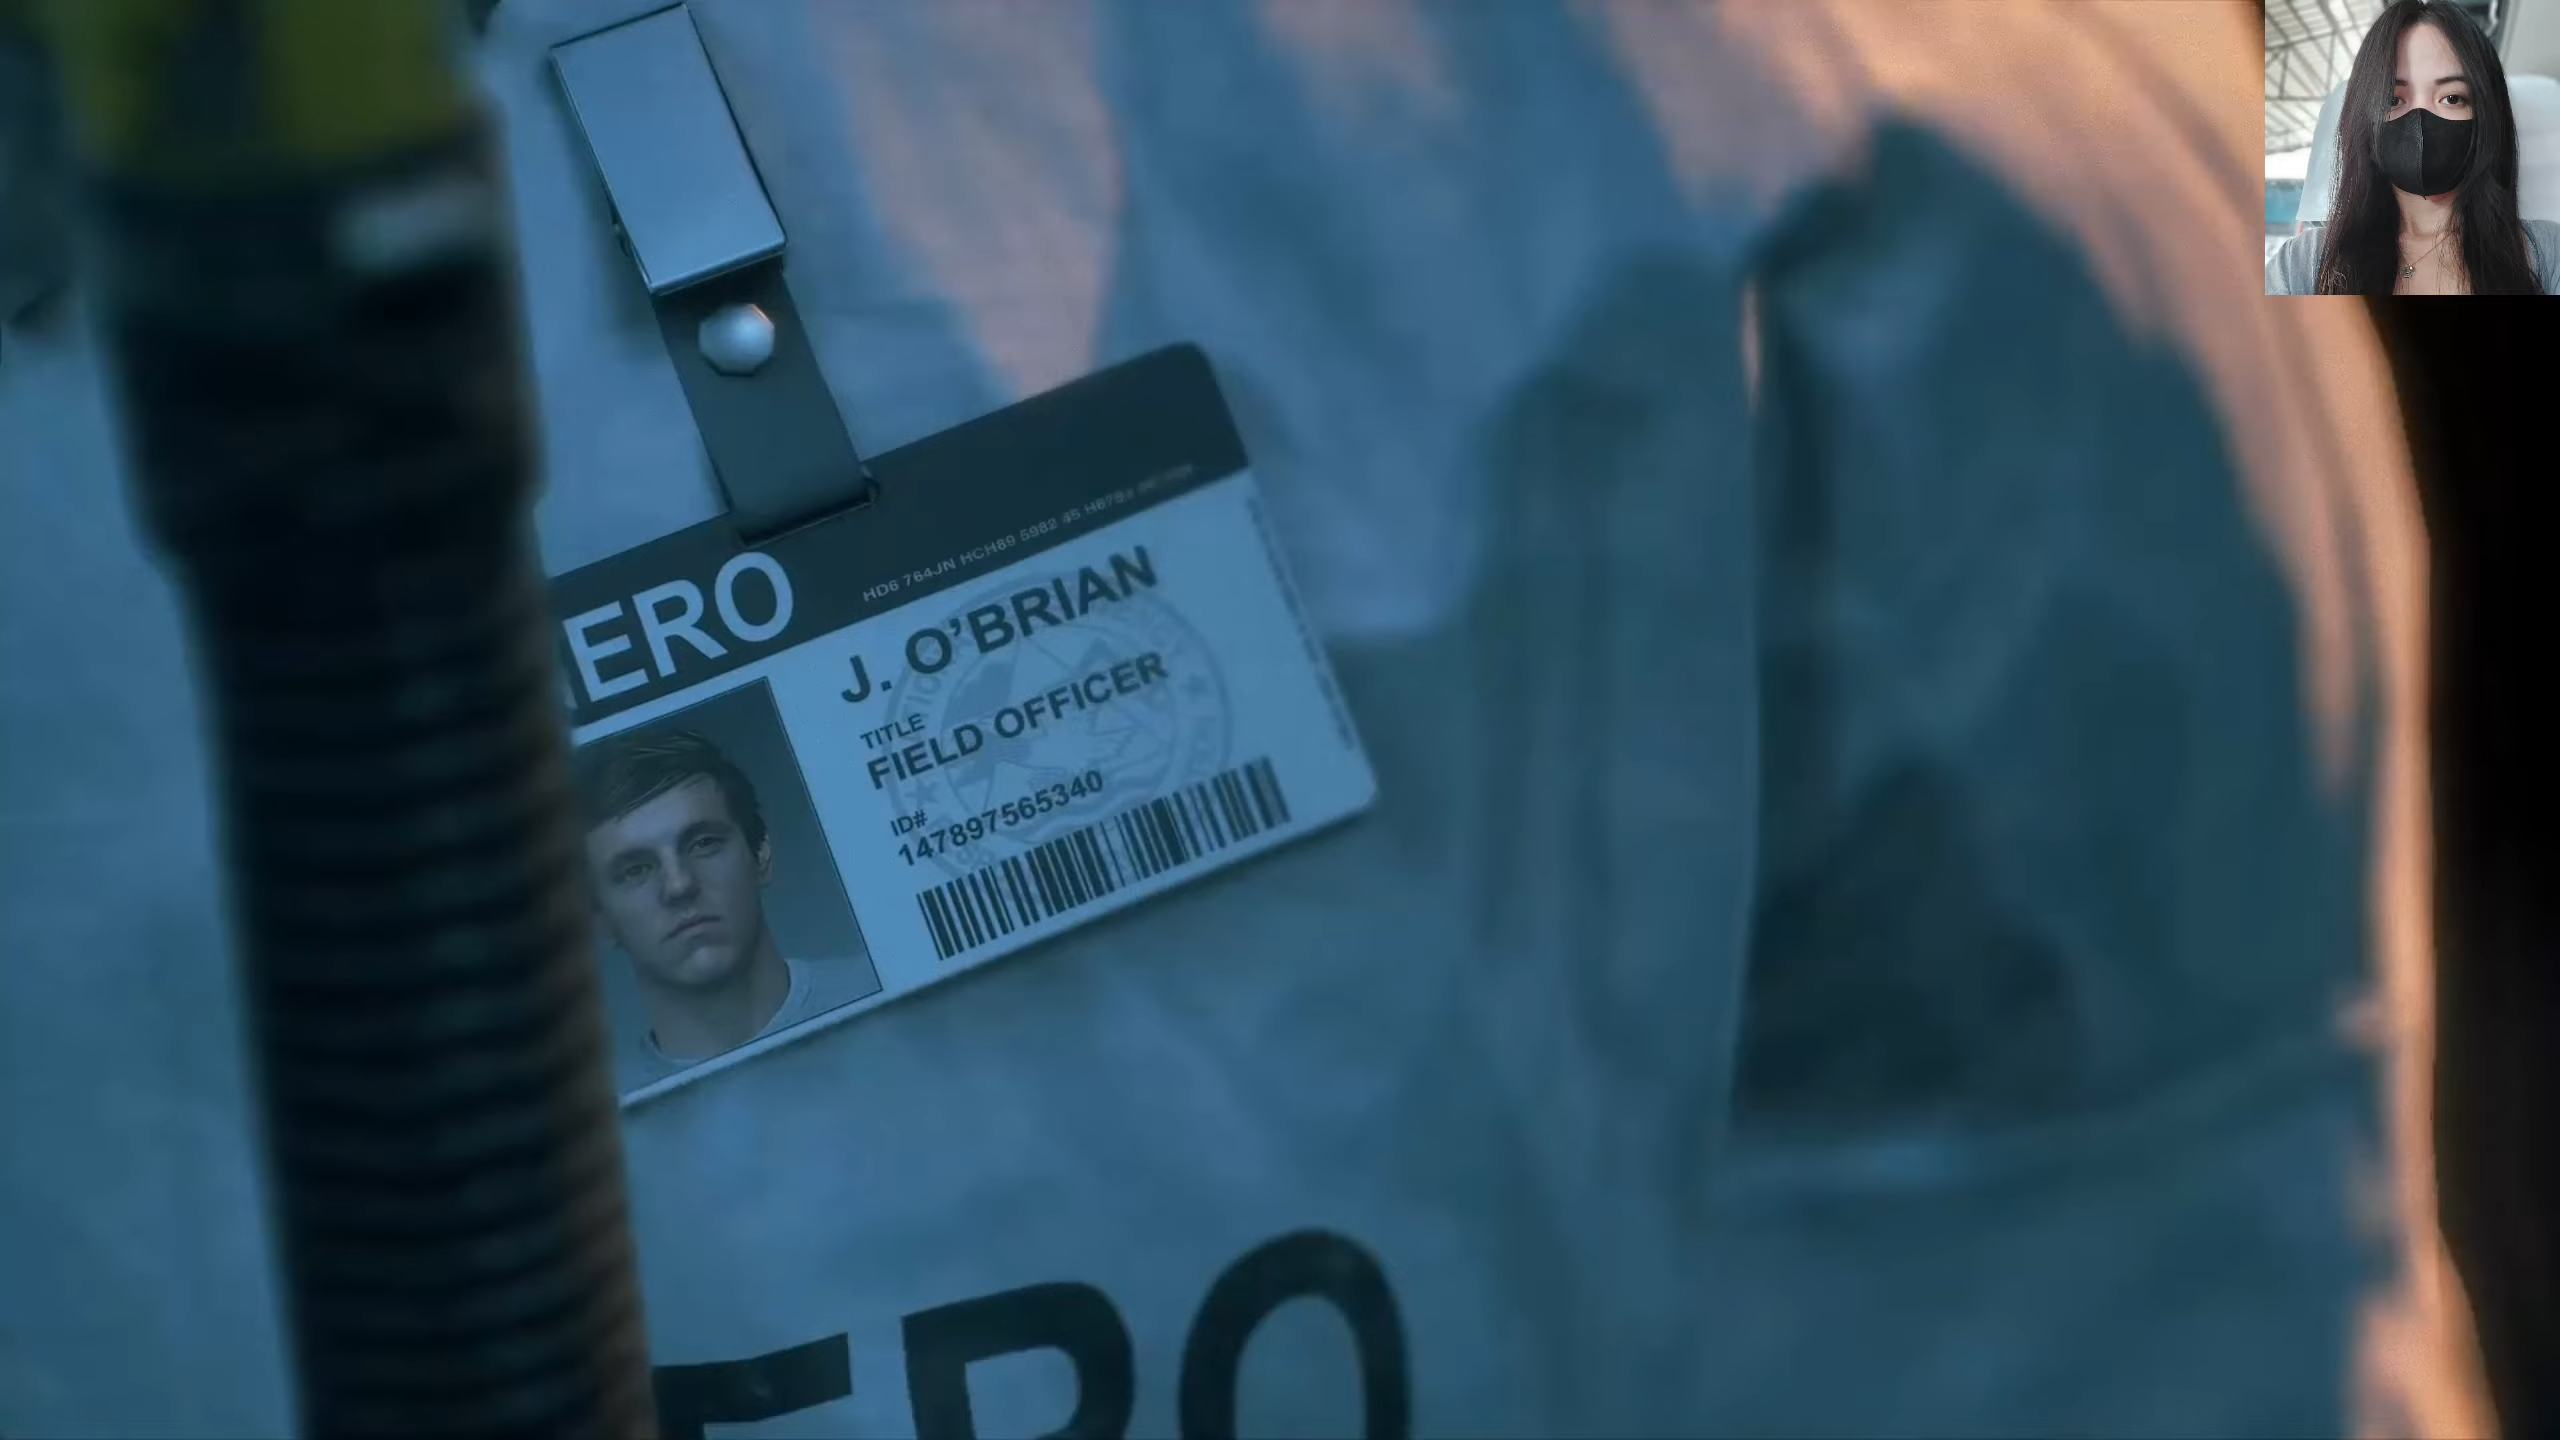 ERO
HD6 764JN HCH89 5982 45
J. O'BRIAN
TITLE
FIELD OFFICER
ID#
147897565340
ERO